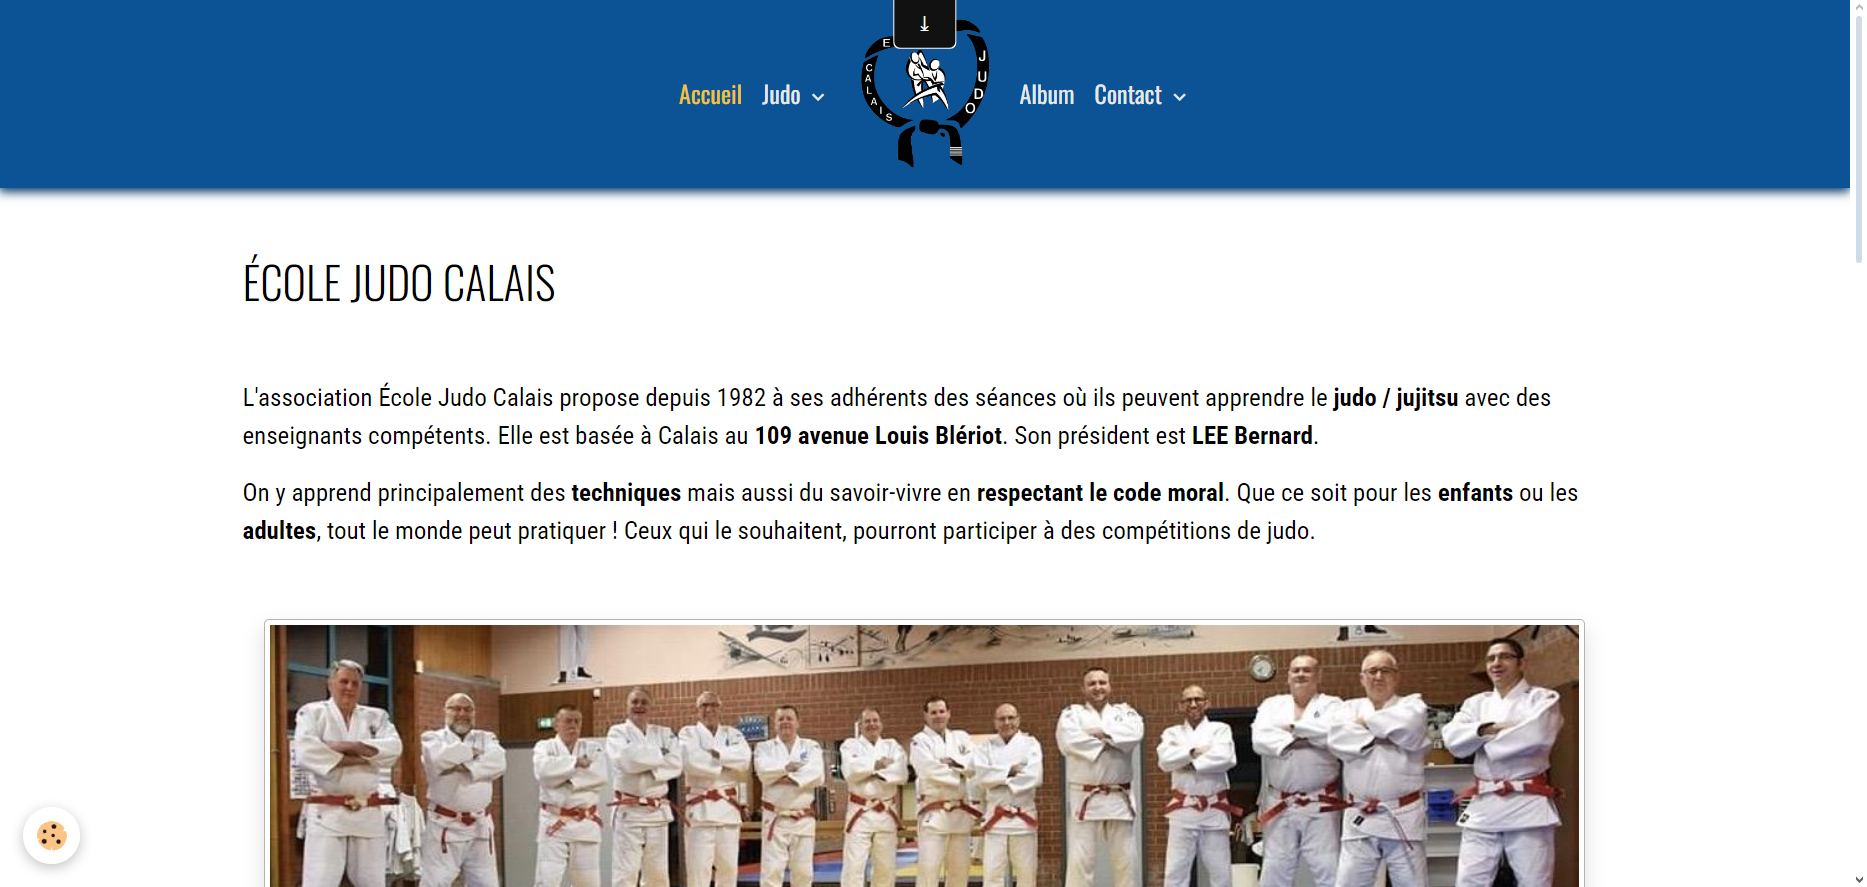 Accueil Judo Album Contact
E
CALAIS
JUDO
ÉCOLE JUDO CALAIS
L'association École Judo Calais propose depuis 1982 à ses adhérents des séances où ils peuvent apprendre le judo / jujitsu avec des
enseignants compétents. Elle est basée à Calais au 109 avenue Louis Blériot. Son président est LEE Bernard.
On y apprend principalement des techniques mais aussi du savoir-vivre en respectant le code moral. Que ce soit pour les enfants ou les
adultes, tout le monde peut pratiquer ! Ceux qui le souhaitent, pourront participer à des compétitions de judo.